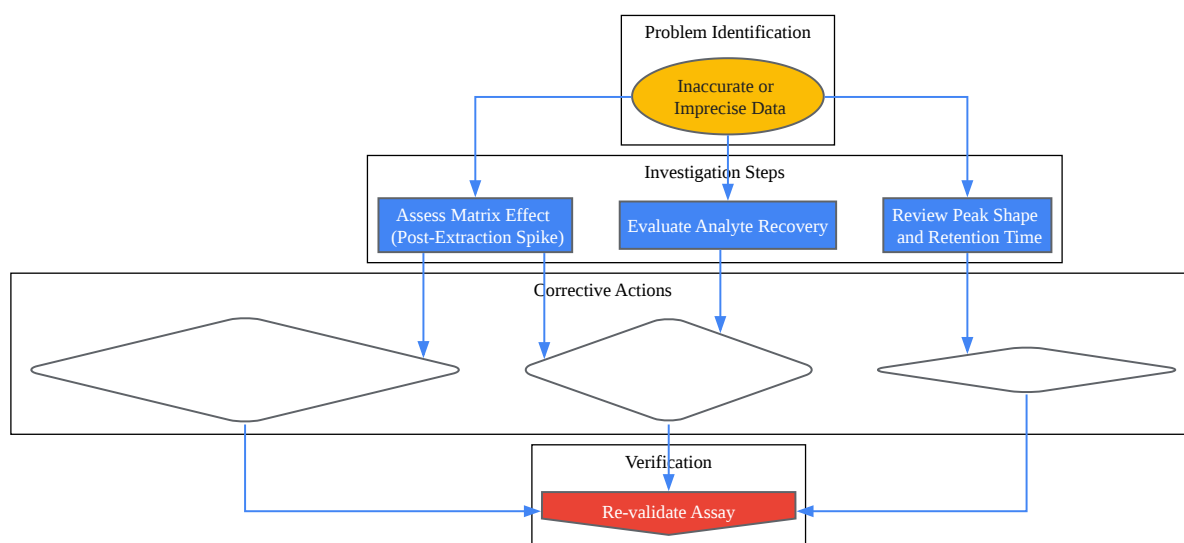 Problem Identification
Inaccurate or
Imprecise Data
Investigation Steps
Assess Matrix Effect
(Post-Extraction Spike)
Evaluate Analyte Recovery
Review Peak Shape
and Retention Time
Corrective Actions
Verification
Re-validate Assay